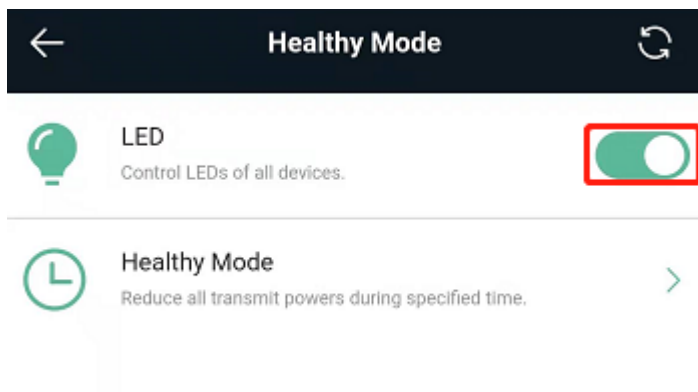 Healthy Mode
LED
Control LEDs of all devices.
Healthy Mode
Reduce all transmit powers during specified time.